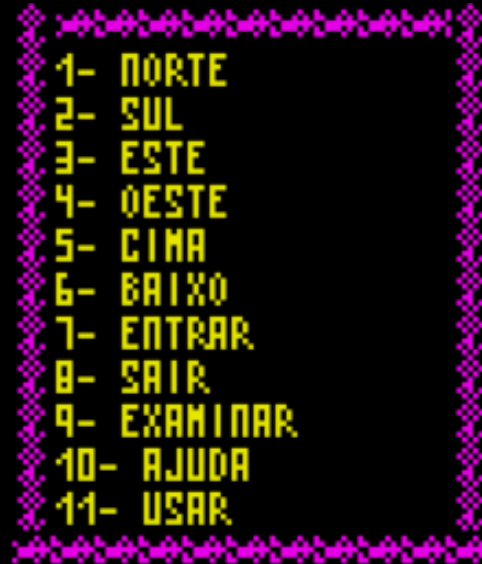 1- NORTE
2- SUL
3- ESTE
4- OESTE
5- CIMA
6- BAIXO
7- ENTRAR
8- SAIR
9- EXAMINAR
10- AJUDA
11- USAR